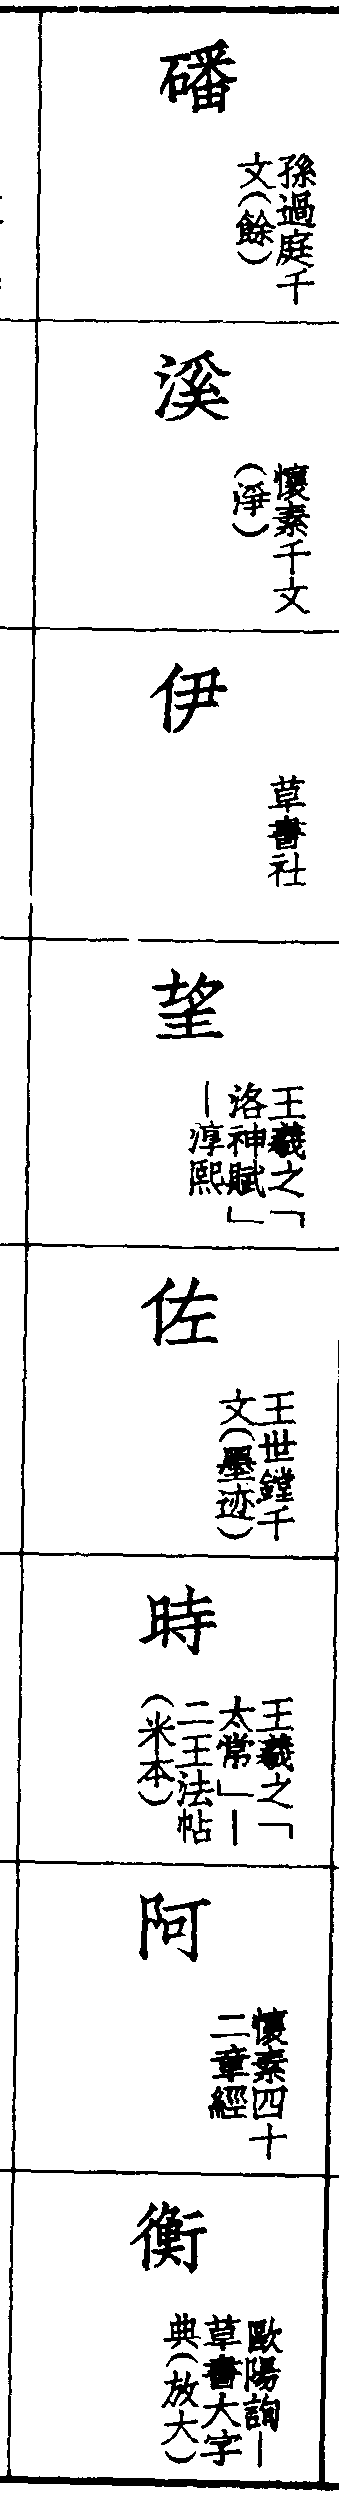 磻
孫過庭千
文(餘)
溪
懷素千文
(淨)
伊
草書社
望
王羲之「
洛神賦」
—淳熙
佐
王世鏜千
文(墨迹)
時
王羲之「
太常」—
二王法帖
(米本)
阿
懷素四十
二章經
衡
歐陽詢—
草書大字
典(放大)